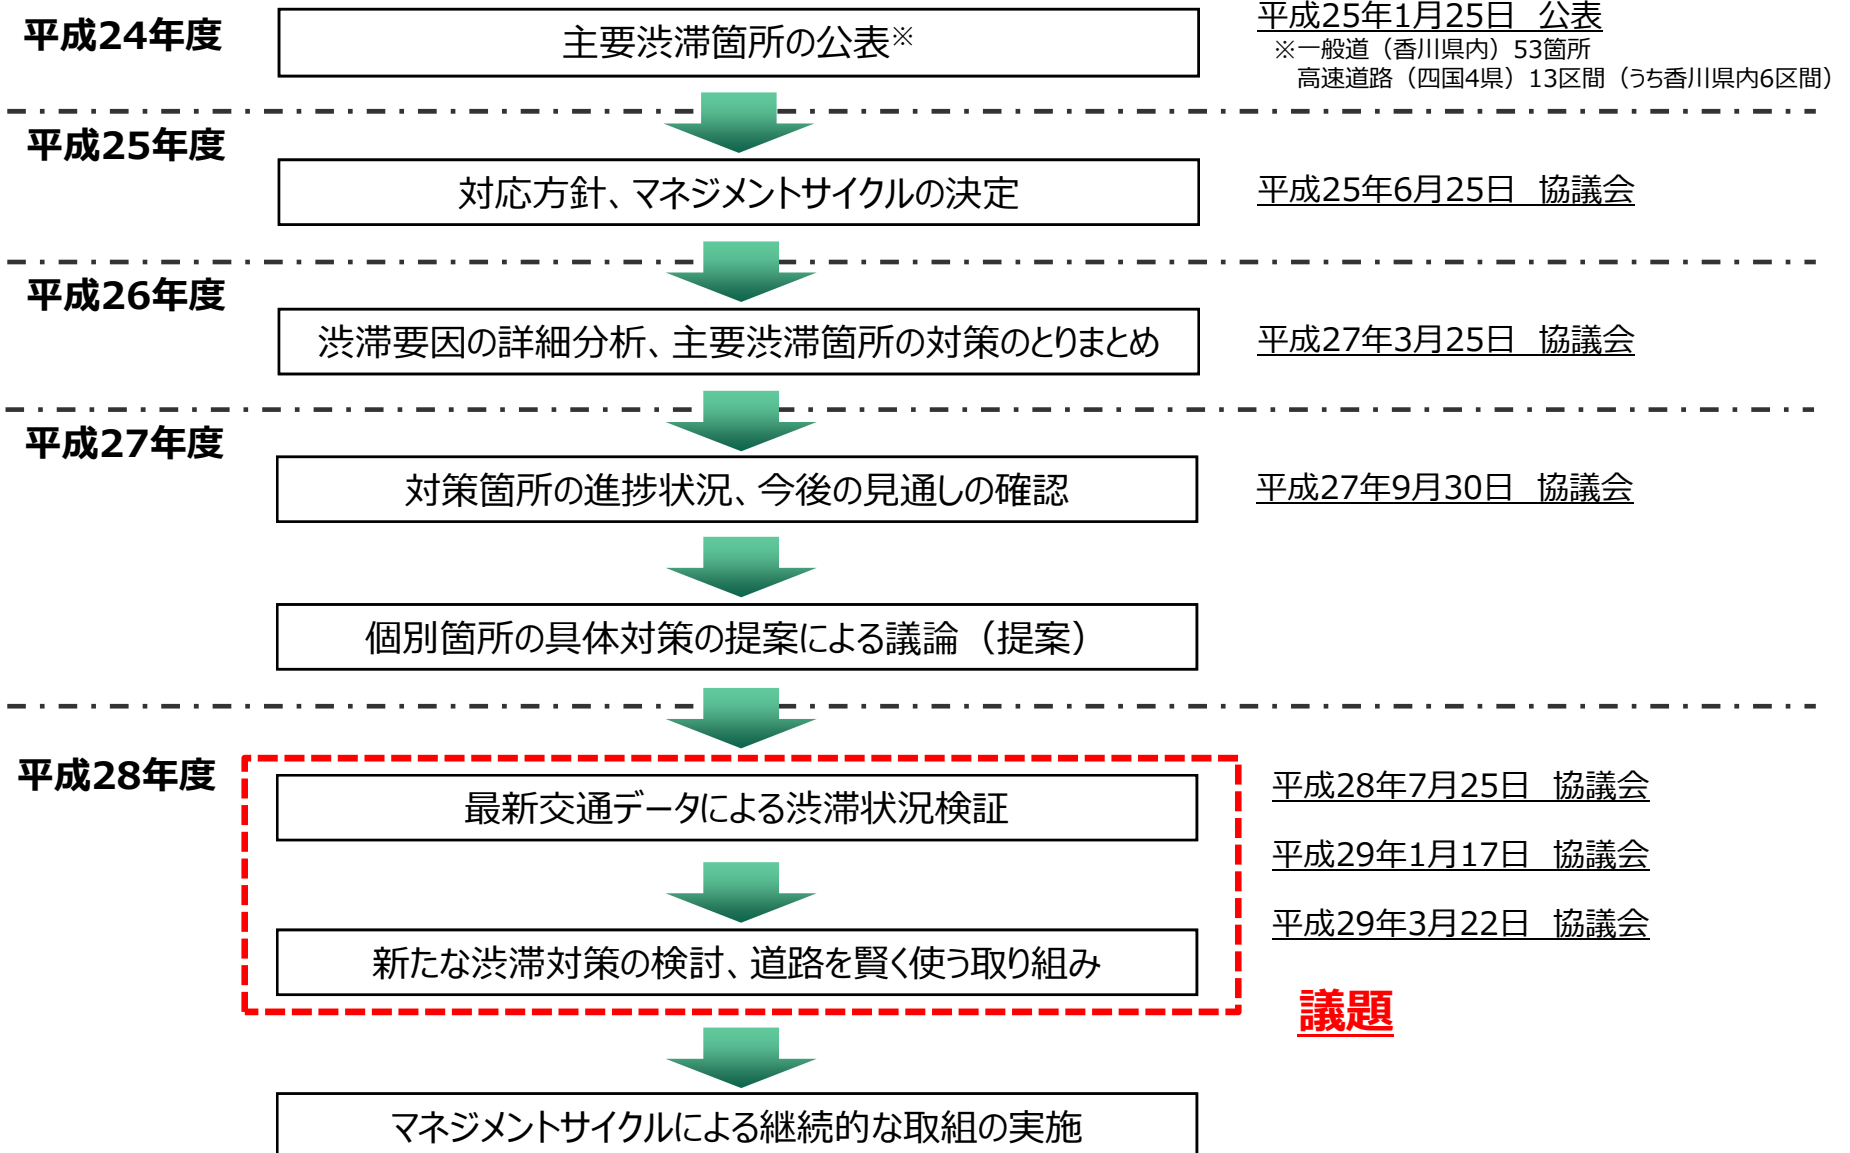 平成24年度
主要渋滞箇所の公表※
平成25年1月25日 公表
※一般道（香川県内）53箇所
高速道路（四国4県）13区間（うち香川県内6区間）
平成25年度
対応方針、マネジメントサイクルの決定
平成25年6月25日 協議会
平成26年度
渋滞要因の詳細分析、主要渋滞箇所の対策のとりまとめ
平成27年3月25日 協議会
平成27年度
対策箇所の進捗状況、今後の見通しの確認
平成27年9月30日 協議会
個別箇所の具体対策の提案による議論（提案）
平成28年度
最新交通データによる渋滞状況検証
平成28年7月25日 協議会
平成29年1月17日 協議会
平成29年3月22日 協議会
新たな渋滞対策の検討、道路を賢く使う取り組み
議題
マネジメントサイクルによる継続的な取組の実施